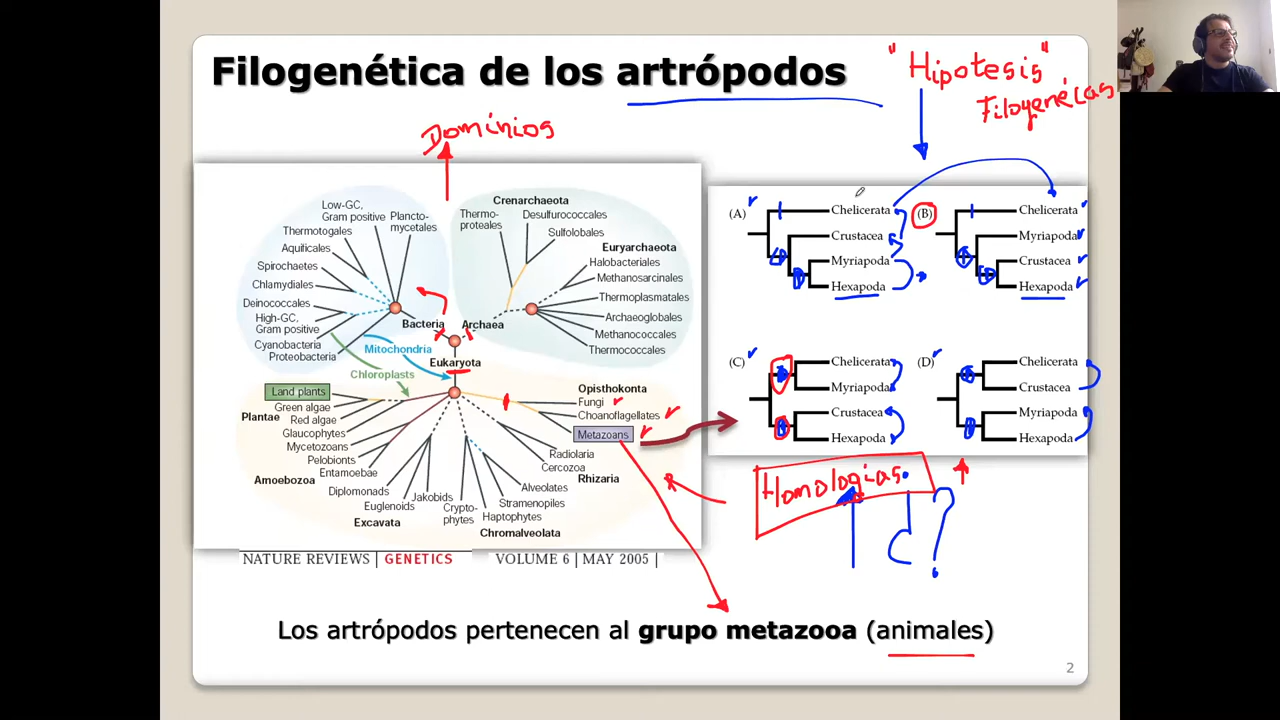 Filogenética de los artrópodos
"Hipotesis"
Dominios
Low-GC,
Gram positive
Plancto-
mycetales
Thermotogales
Aquificales
Spirochaetes
Chlamydiales
Deinococcales
High-GC,
Gram positive
Cyanobacteria
Proteobacteria
Bacteria
Crenarchaeota
Thermo-
proteales
Desulfurococcales
Sulfolobales
Euryarchaeota
Halobacteriales
Methanosarcinales
Thermoplasmatales
Archaeoglobales
Methanococcales
Thermococcales
Archaea
Mitochondria
Chloroplasts
Eukaryota
Land plants
Green algae
Plantae
Red algae
Glaucophytes
Mycetozoans
Pelobionts
Entamoebae
Amoebozoa
Diplomonads
Euglenoids
Excavata
Jakobids
Crypto-
phytes
Opisthokonta
Fungi
Choanoflagellates
Metazoans
Radiolaria
Cercozoa
Rhizaria
Alveolates
Stramenopiles
Haptophytes
Chromalveolata
NATURE REVIEWS | GENETICS VOLUME 6 | MAY 2005 |
(A)
Chelicerata
Crustacea
Myriapoda
Hexapoda
(B)
Chelicerata
Myriapoda
Crustacea
Hexapoda
(C)
Chelicerata
Myriapoda
Crustacea
Hexapoda
(D)
Chelicerata
Crustacea
Myriapoda
Hexapoda
Homologias
¿?
Los artrópodos pertenecen al grupo metazooa (animales)
2